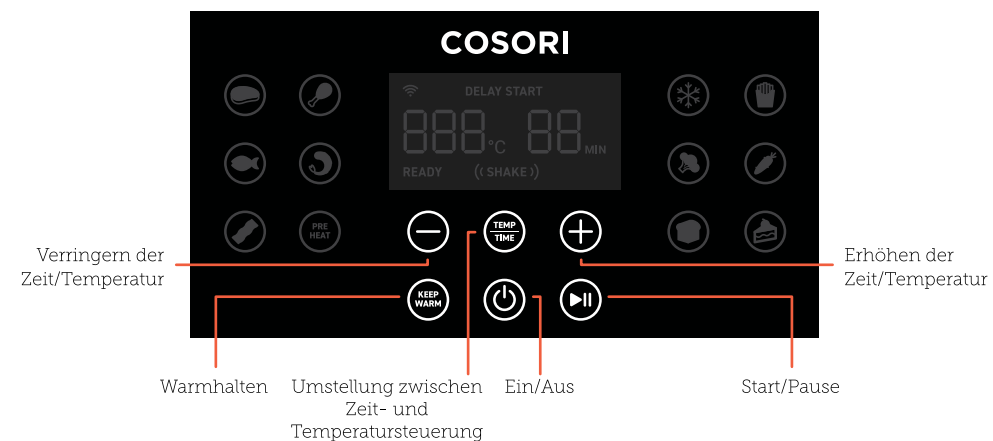 COSORI
DELAY START
888 °C 88 MIN
READY ((SHAKE))
PRE
HEAT
TEMP
TIME
Verringern der
Zeit/Temperatur
Erhöhen der
Zeit/Temperatur
KEEP
WARM
Warmhalten
Umstellung zwischen
Zeit- und
Temperatursteuerung
Ein/Aus
Start/Pause